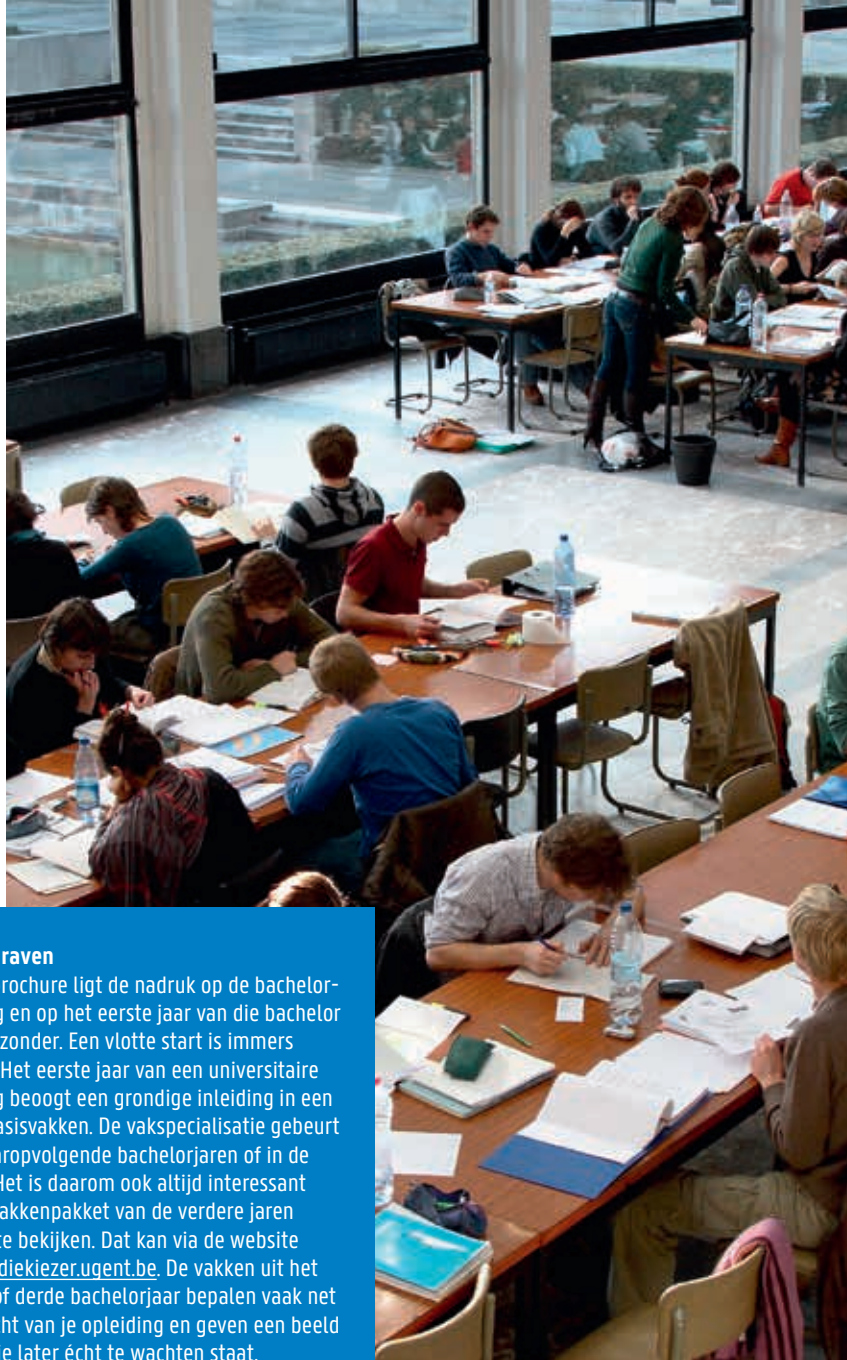 raven
rochure ligt de nadruk op de bachelor-
g en op het eerste jaar van die bachelor
zonder. Een vlotte start is immers
Het eerste jaar van een universitaire
g beoogt een grondige inleiding in een
asisvakken. De vakspecialisatie gebeurt
ropvolgende bachelorjaren of in de
Het is daarom ook altijd interessant
akkenpakket van de verdere jaren
te bekijken. Dat kan via de website
diekiezer.ugent.be. De vakken uit het
of derde bachelorjaar bepalen vaak net
cht van je opleiding en geven een beeld
je later écht te wachten staat.